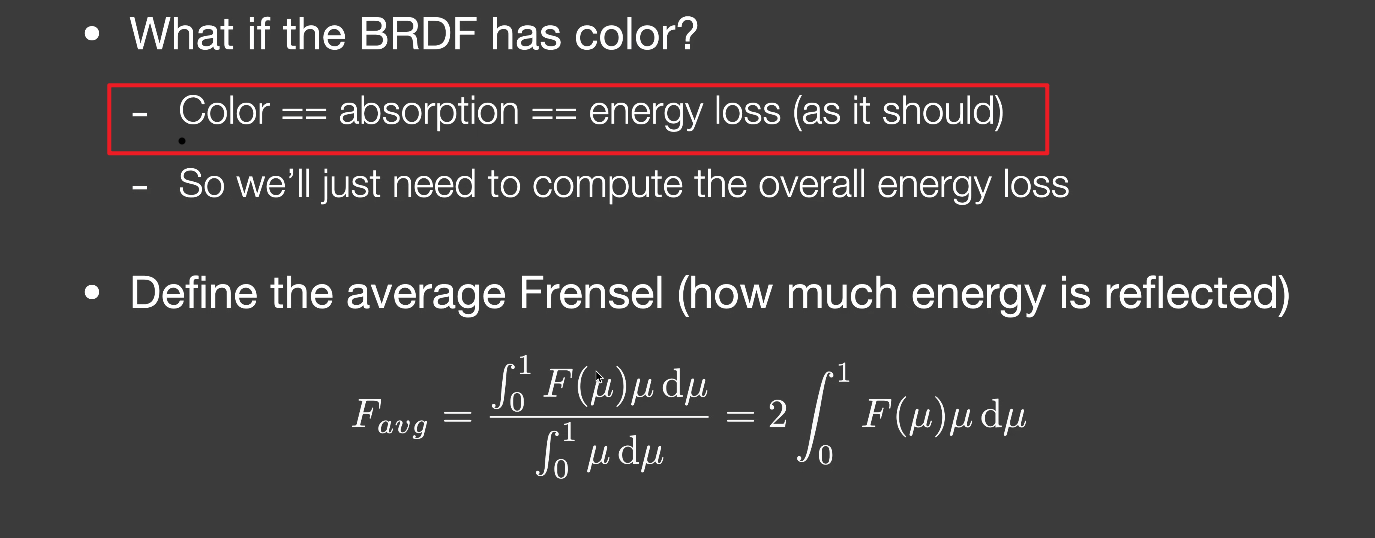 • What if the BRDF has color?
- Color == absorption == energy loss (as it should)
- So we'll just need to compute the overall energy loss
• Define the average Frensel (how much energy is reflected)
F_{avg} = \frac{\int_0^1 F(\mu)\mu \, \mathrm{d}\mu}{\int_0^1 \mu \, \mathrm{d}\mu} = 2 \int_0^1 F(\mu)\mu \, \mathrm{d}\mu